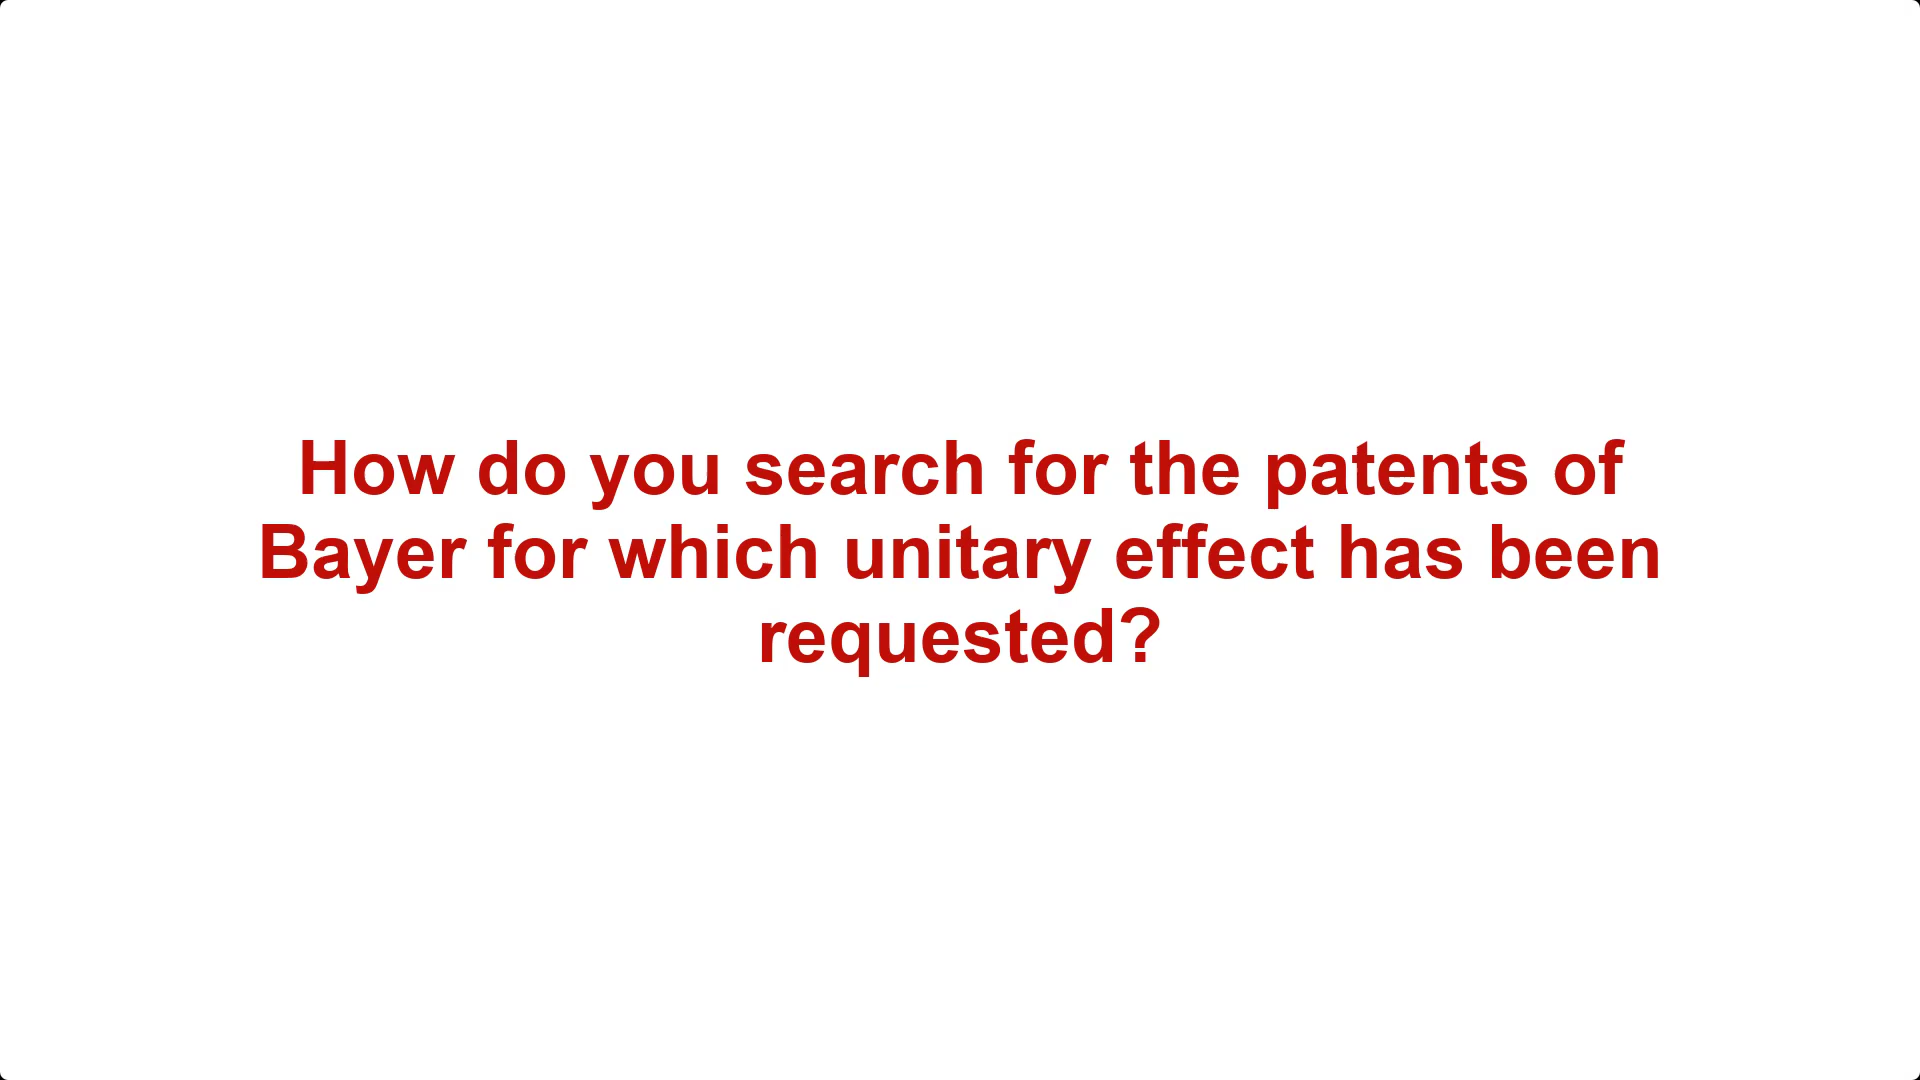 How do you search for the patents of
Bayer for which unitary effect has been
requested?